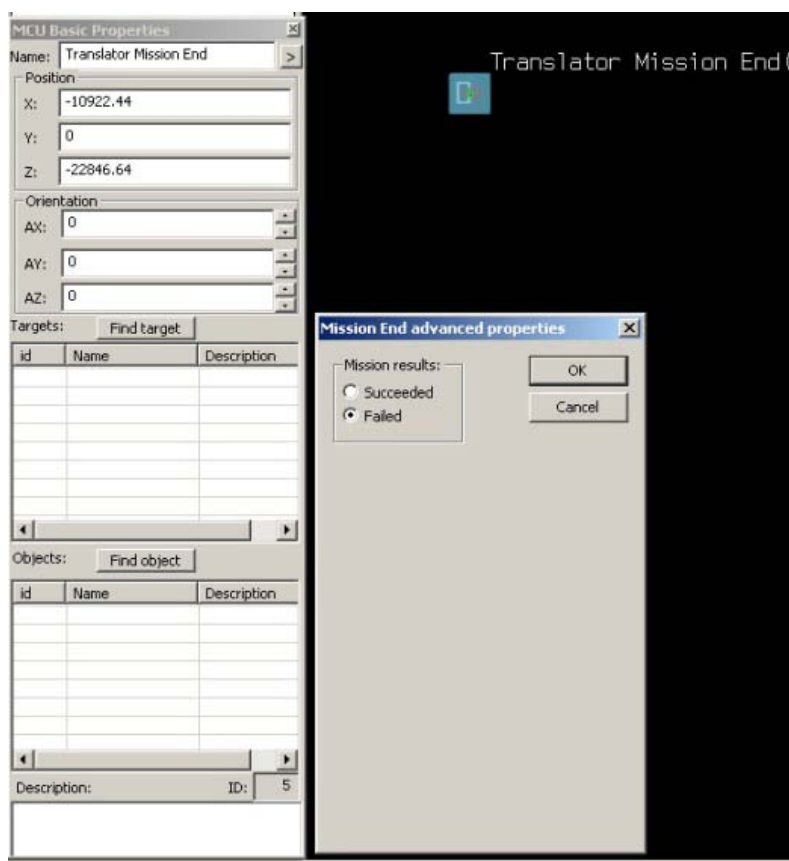 MCU Basic Properties
Name: Translator Mission End >
Position
X: -10922.44
Y: 0
Z: -22846.64
Orientation
AX: 0
AY: 0
AZ: 0
Targets: Find target
id Name Description
Objects: Find object
id Name Description
Description: ID: 5
Translator Mission End(
Mission End advanced properties
Mission results:
Succeeded
Failed
OK
Cancel